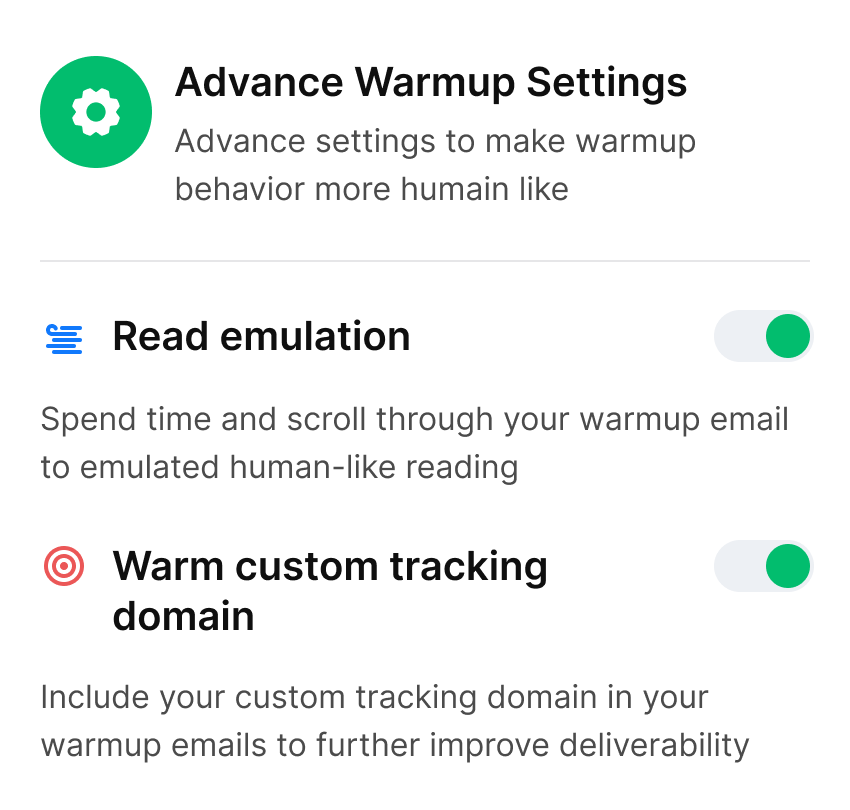 Advance Warmup Settings
Advance settings to make warmup
behavior more humain like
Read emulation
Spend time and scroll through your warmup email
to emulated human-like reading
Warm custom tracking
domain
Include your custom tracking domain in your
warmup emails to further improve deliverability